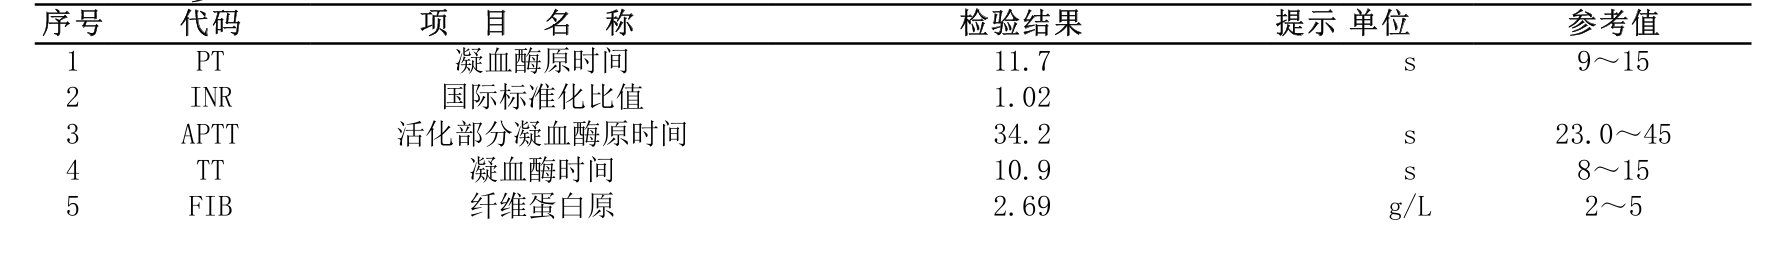 序号 代码 项 目 名 称 检验结果 提示 单位 参考值
1 PT 凝血酶原时间 11.7 s 9～15
2 INR 国际标准化比值 1.02
3 APTT 活化部分凝血酶原时间 34.2 s 23.0～45
4 TT 凝血酶时间 10.9 s 8～15
5 FIB 纤维蛋白原 2.69 g/L 2～5